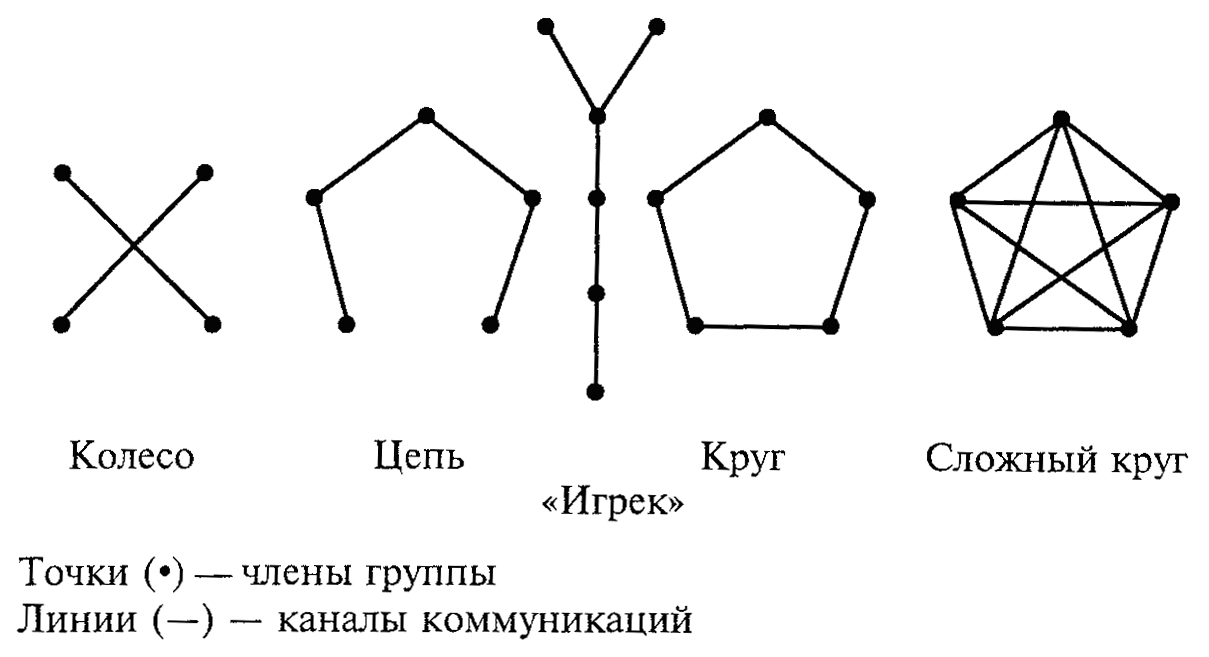 Колесо
Цепь
Круг
Сложный круг
«Игрек»
Точки (•) — члены группы
Линии (—) — каналы коммуникаций